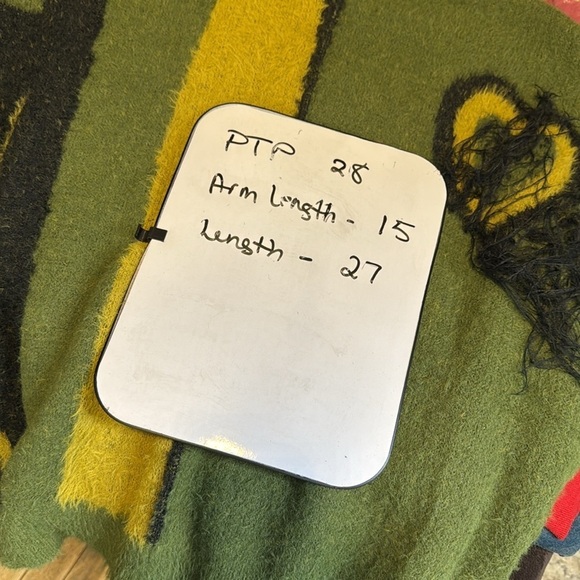 PTP 28
Arm Length - 15
Length - 27